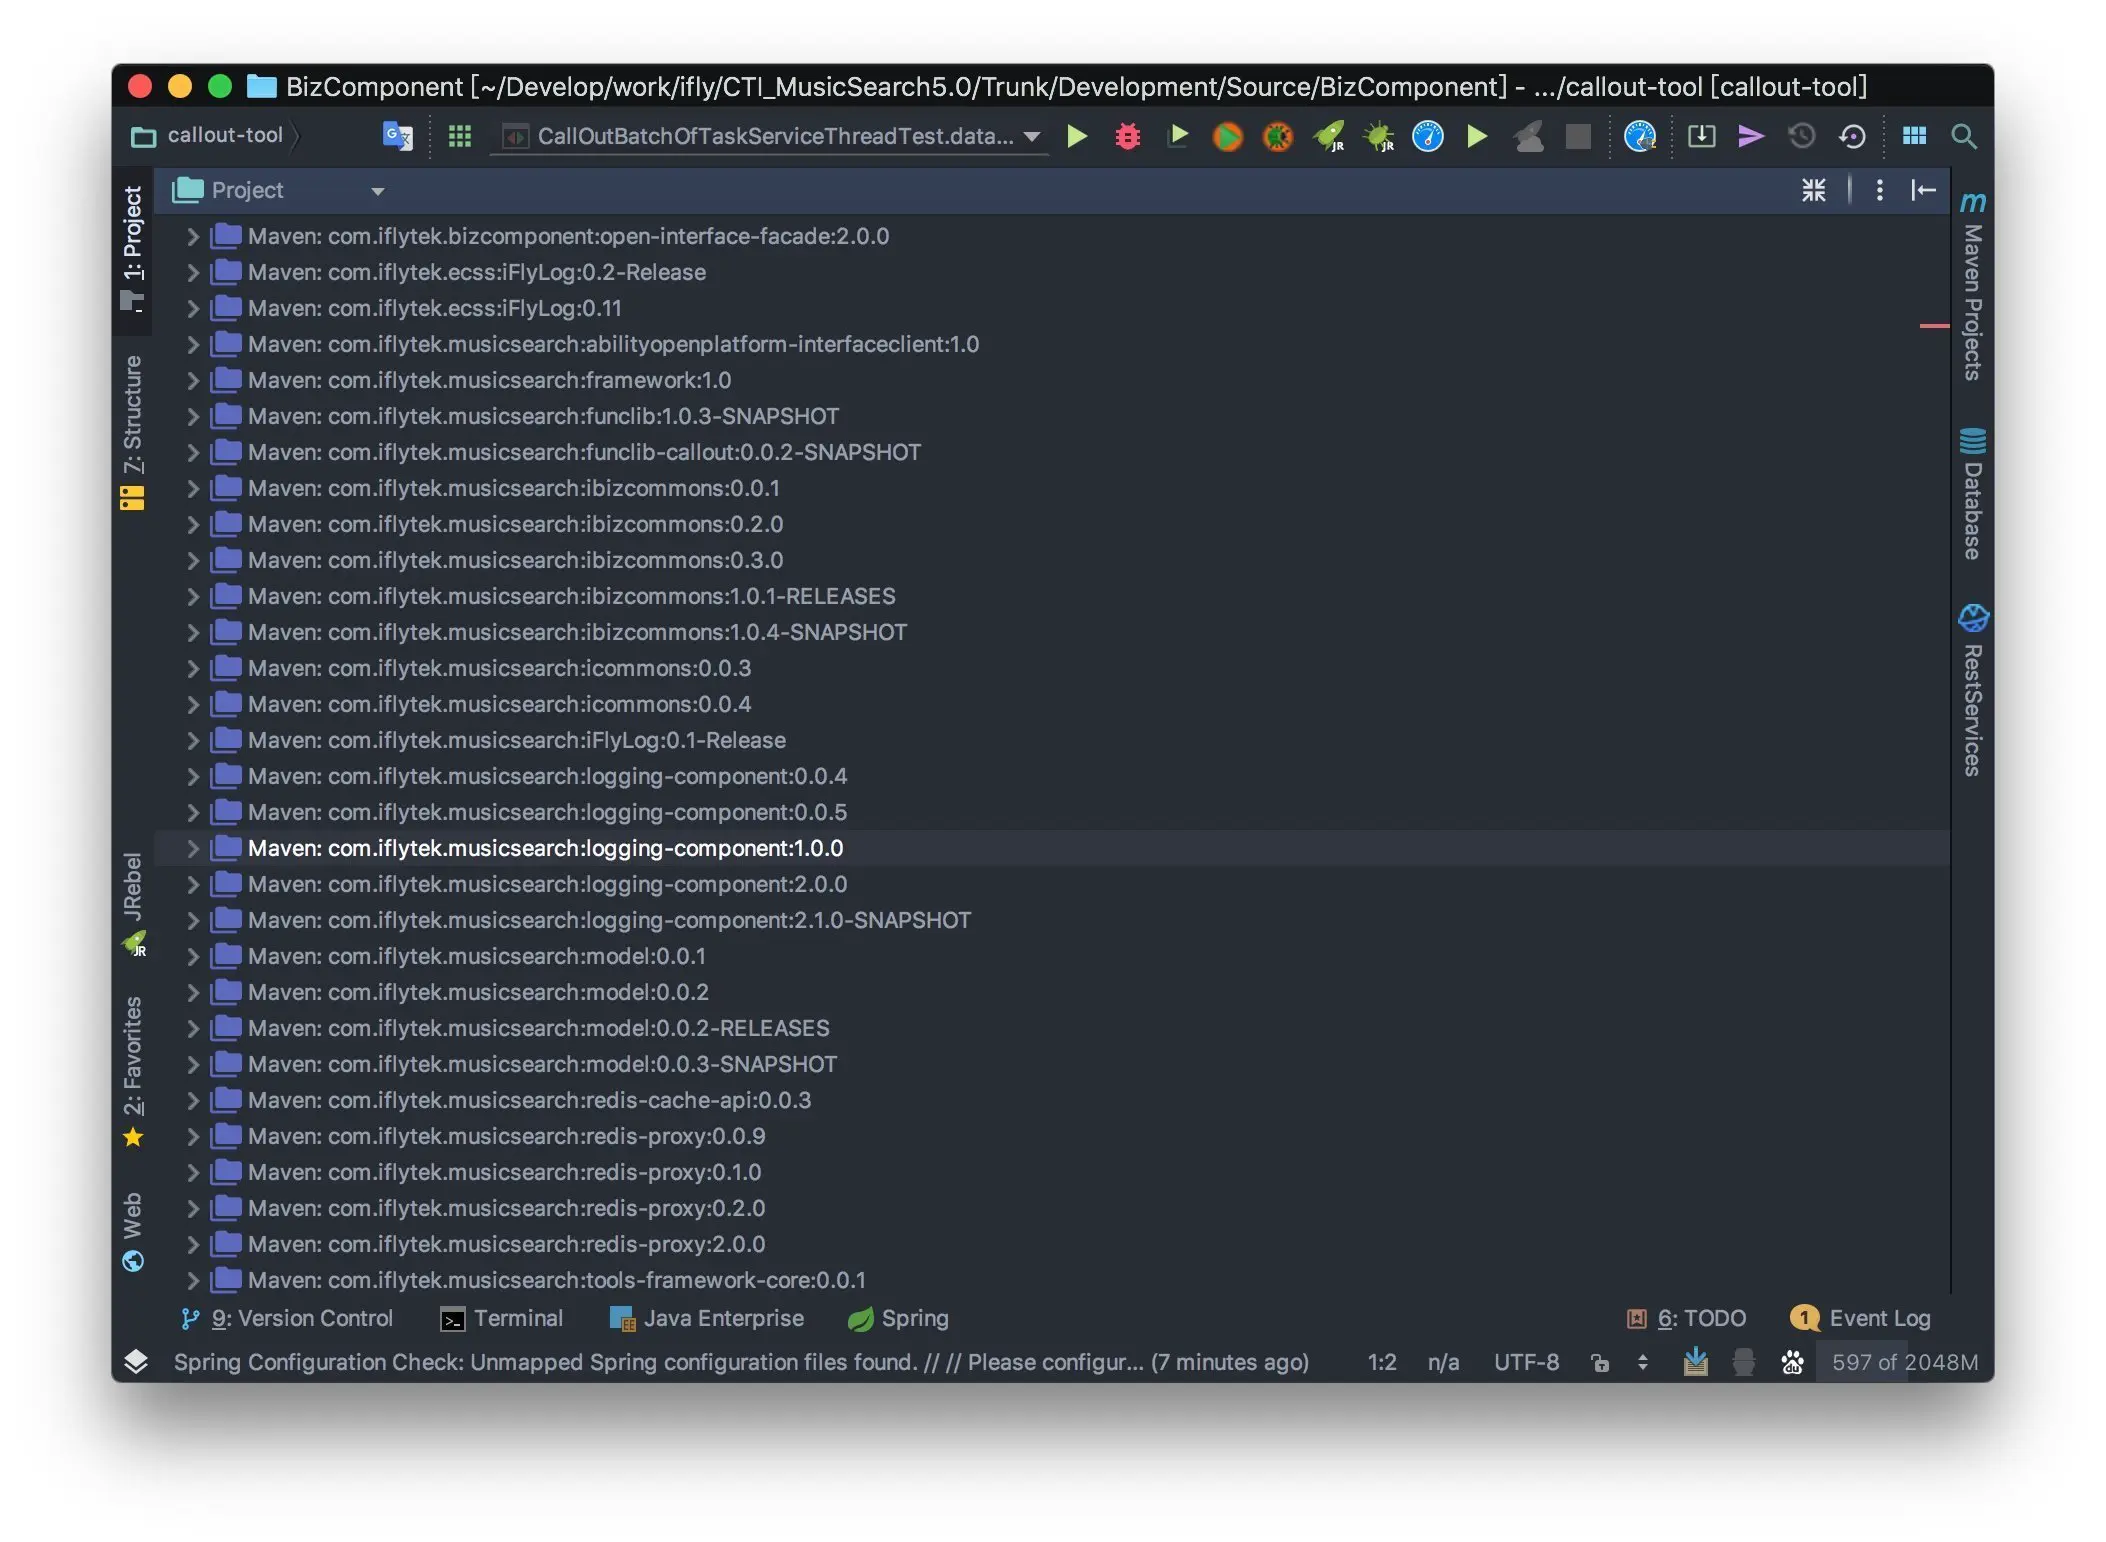 BizComponent [~/Develop/work/ifly/CTI_MusicSearch5.0/Trunk/Development/Source/BizComponent] - .../callout-tool [callout-tool]
callout-tool
CallOutBatchOfTaskServiceThreadTest.data...
JR
JR
Project
1: Project
7: Structure
JRebel
JR
2: Favorites
Web
Maven: com.iflytek.bizcomponent:open-interface-facade:2.0.0
Maven: com.iflytek.ecss:iFlyLog:0.2-Release
Maven: com.iflytek.ecss:iFlyLog:0.11
Maven: com.iflytek.musicsearch:abilityopenplatform-interfaceclient:1.0
Maven: com.iflytek.musicsearch:framework:1.0
Maven: com.iflytek.musicsearch:funclib:1.0.3-SNAPSHOT
Maven: com.iflytek.musicsearch:funclib-callout:0.0.2-SNAPSHOT
Maven: com.iflytek.musicsearch:ibizcommons:0.0.1
Maven: com.iflytek.musicsearch:ibizcommons:0.2.0
Maven: com.iflytek.musicsearch:ibizcommons:0.3.0
Maven: com.iflytek.musicsearch:ibizcommons:1.0.1-RELEASES
Maven: com.iflytek.musicsearch:ibizcommons:1.0.4-SNAPSHOT
Maven: com.iflytek.musicsearch:icommons:0.0.3
Maven: com.iflytek.musicsearch:icommons:0.0.4
Maven: com.iflytek.musicsearch:iFlyLog:0.1-Release
Maven: com.iflytek.musicsearch:logging-component:0.0.4
Maven: com.iflytek.musicsearch:logging-component:0.0.5
Maven: com.iflytek.musicsearch:logging-component:1.0.0
Maven: com.iflytek.musicsearch:logging-component:2.0.0
Maven: com.iflytek.musicsearch:logging-component:2.1.0-SNAPSHOT
Maven: com.iflytek.musicsearch:model:0.0.1
Maven: com.iflytek.musicsearch:model:0.0.2
Maven: com.iflytek.musicsearch:model:0.0.2-RELEASES
Maven: com.iflytek.musicsearch:model:0.0.3-SNAPSHOT
Maven: com.iflytek.musicsearch:redis-cache-api:0.0.3
Maven: com.iflytek.musicsearch:redis-proxy:0.0.9
Maven: com.iflytek.musicsearch:redis-proxy:0.1.0
Maven: com.iflytek.musicsearch:redis-proxy:0.2.0
Maven: com.iflytek.musicsearch:redis-proxy:2.0.0
Maven: com.iflytek.musicsearch:tools-framework-core:0.0.1
m Maven Projects
Database
RestServices
9: Version Control
Terminal
Java Enterprise
Spring
6: TODO
1 Event Log
Spring Configuration Check: Unmapped Spring configuration files found. // // Please configur... (7 minutes ago)
1:2
n/a
UTF-8
du
597 of 2048M